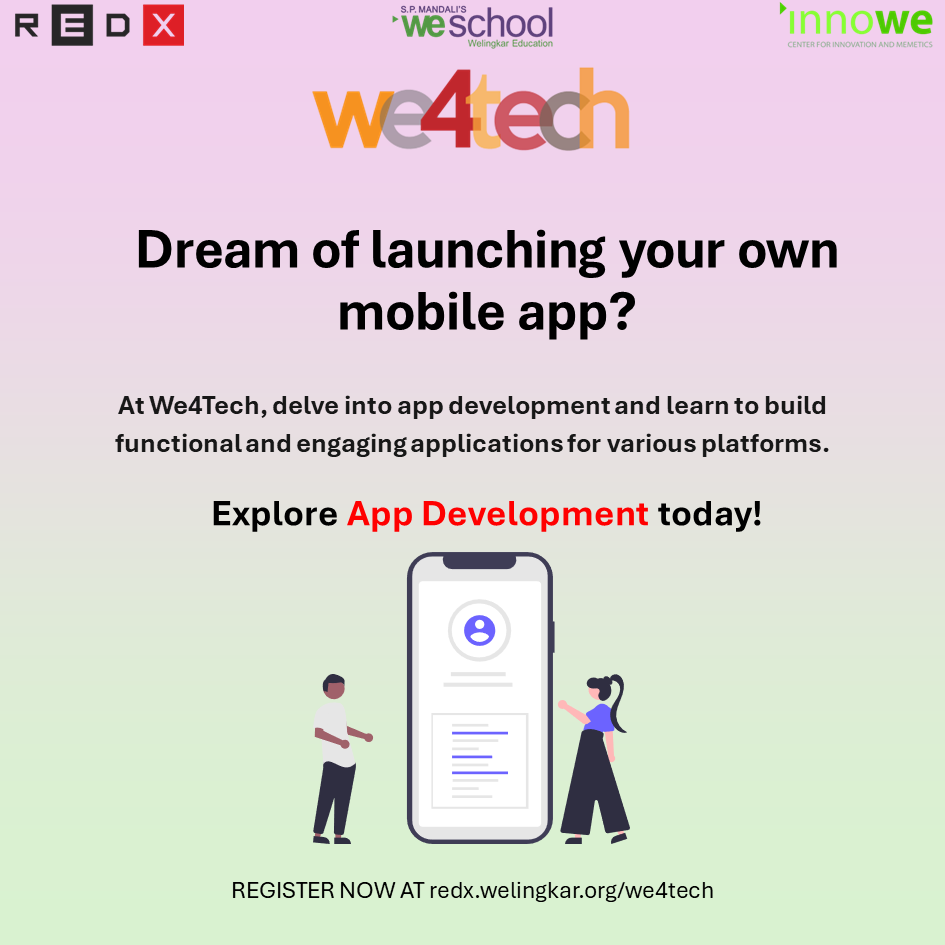 REDX
S.P. MANDALI'S
we school
Welingkar Education
innowe
CENTER FOR INNOVATION AND MEMETICS
we4tech
Dream of launching your own
mobile app?
At We4Tech, delve into app development and learn to build
functional and engaging applications for various platforms.
Explore App Development today!
REGISTER NOW AT redx.welingkar.org/we4tech